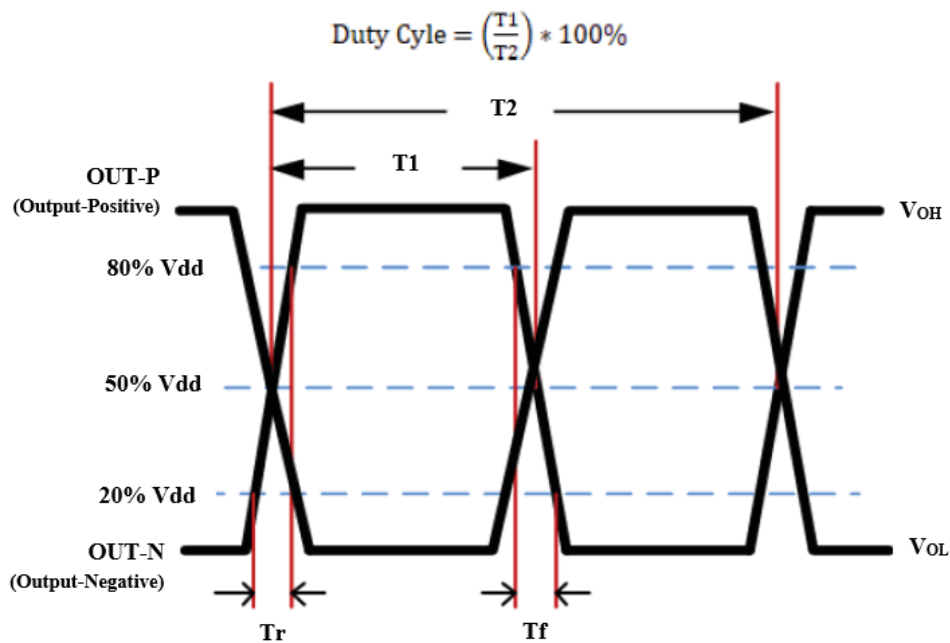 Duty Cyle = (T1/T2) * 100%
T2
T1
OUT-P
(Output-Positive)
VOH
80% Vdd
50% Vdd
20% Vdd
OUT-N
(Output-Negative)
VOL
Tr
Tf